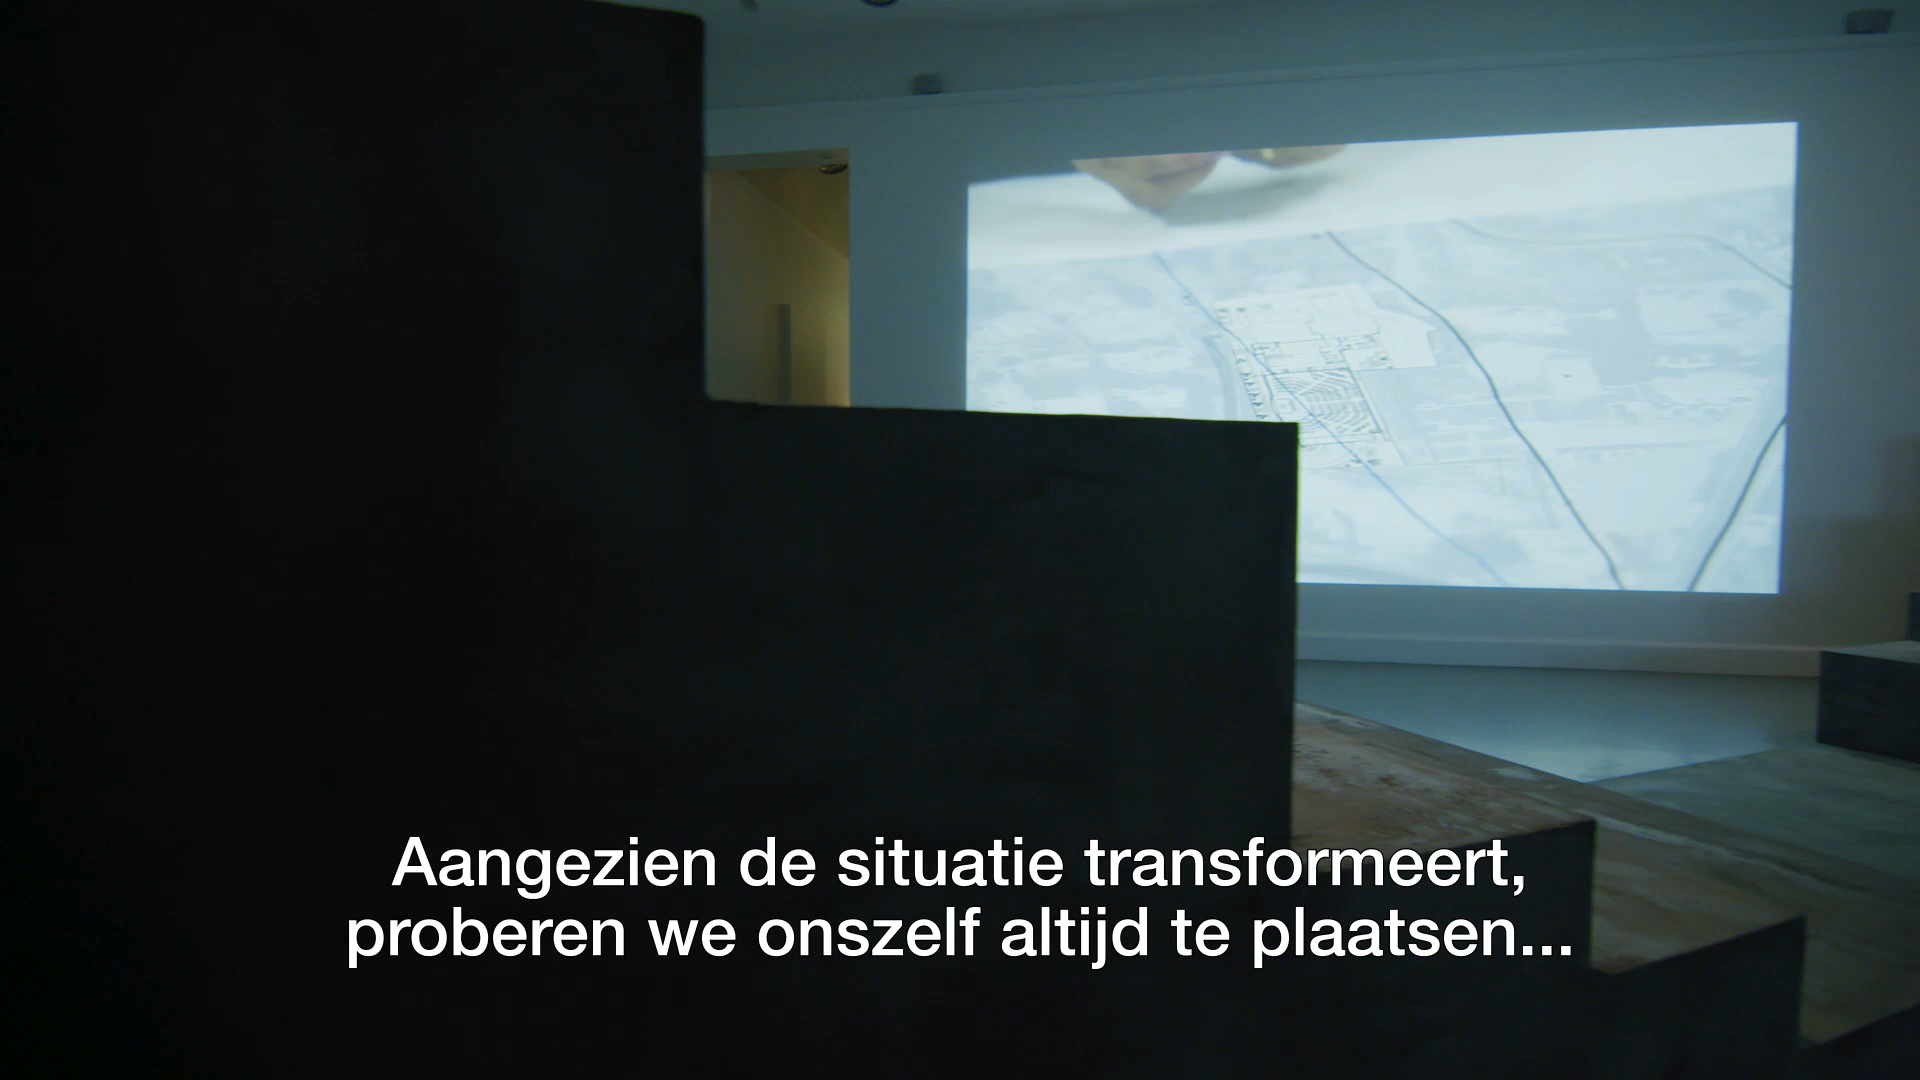 Aangezien de situatie transformeert,
proberen we onszelf altijd te plaatsen...